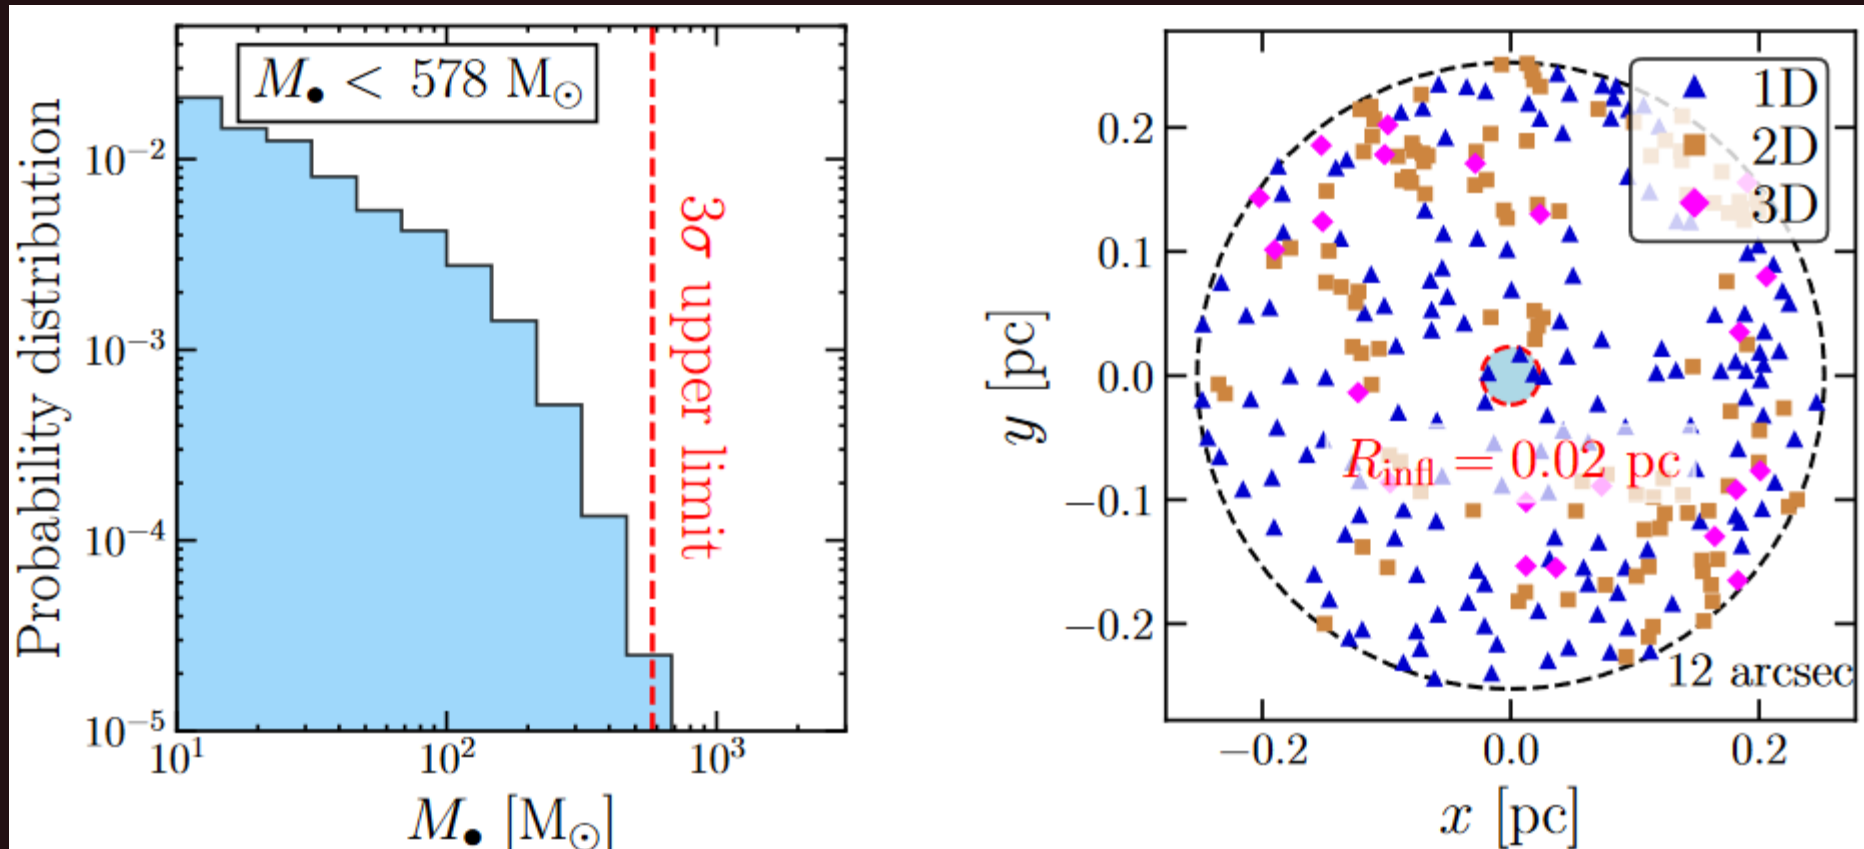 M● < 578 M⊙
3σ upper limit
Probability distribution
10⁻²
10⁻³
10⁻⁴
10⁻⁵
10¹
10²
10³
M● [M⊙]
1D
2D
3D
R_infl = 0.02 pc
12 arcsec
y [pc]
0.2
0.1
0.0
−0.1
−0.2
−0.2
0.0
0.2
x [pc]